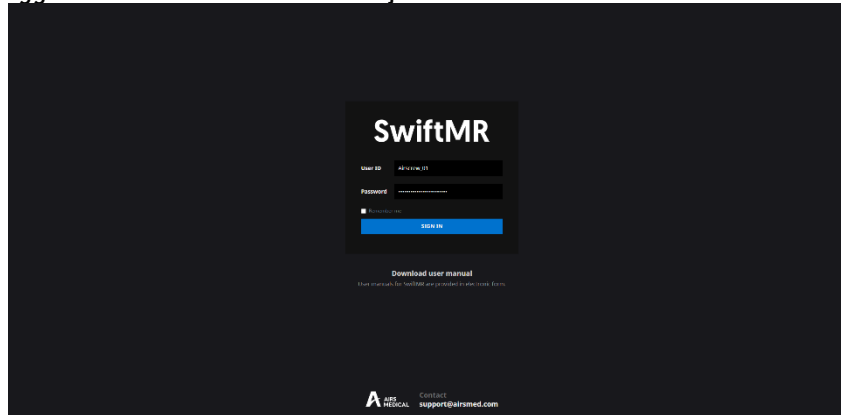 SwiftMR
User ID
Password
Remember me
SIGN IN
Download user manual
User manuals for SwiftMR are provided in electronic form.
AIRS
MEDICAL
Contact
support@airsmed.com